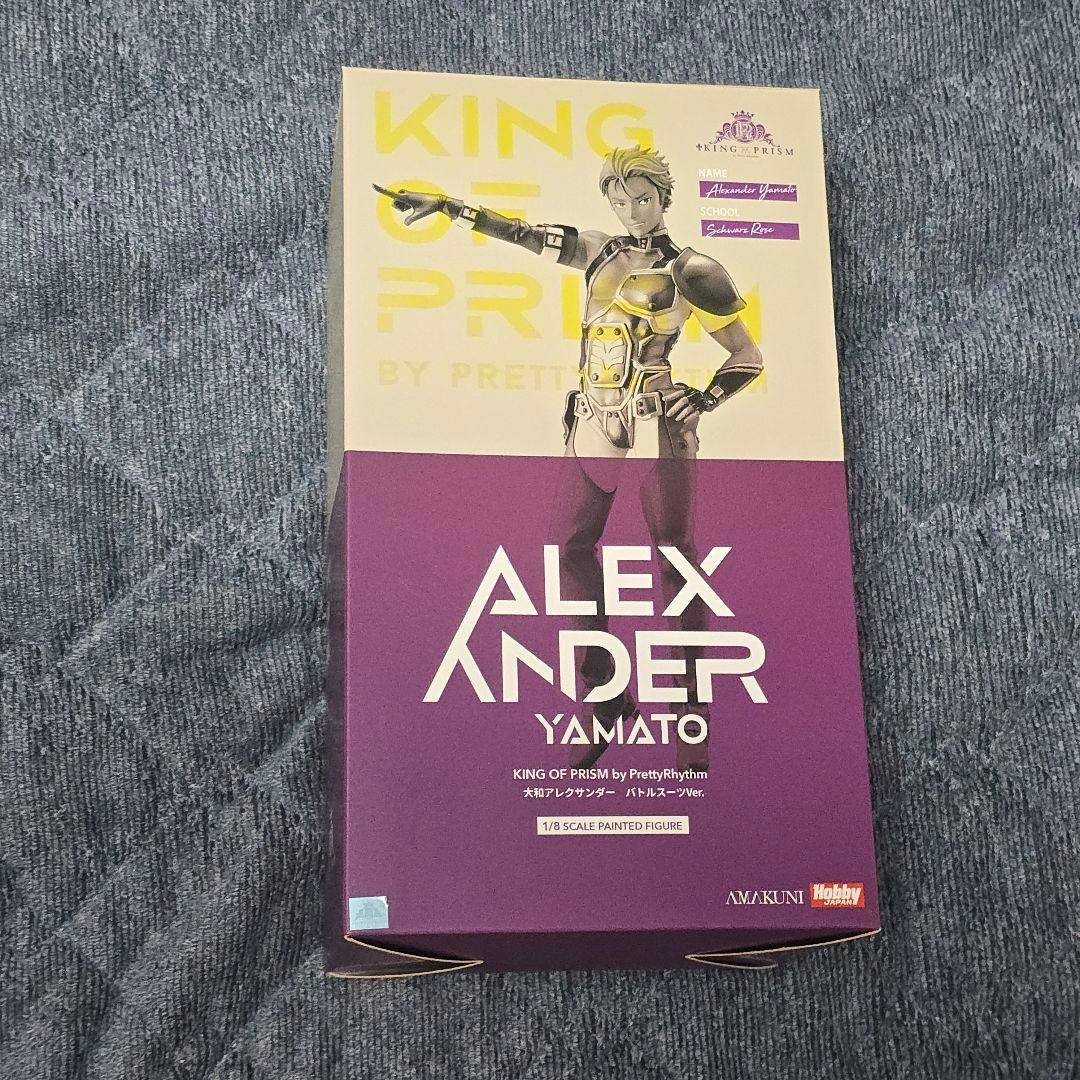 KING
OF
PRISM
BY PRETTY
KING OF PRISM
NAME
Alexander Yamato
SCHOOL
Schwarz Rose
ALEX
ANDER
YAMATO
KING OF PRISM by PrettyRhythm
大和アレクサンダー バトルスーツVer.
1/8 SCALE PAINTED FIGURE
AMAKUNI
Hobby
JAPAN